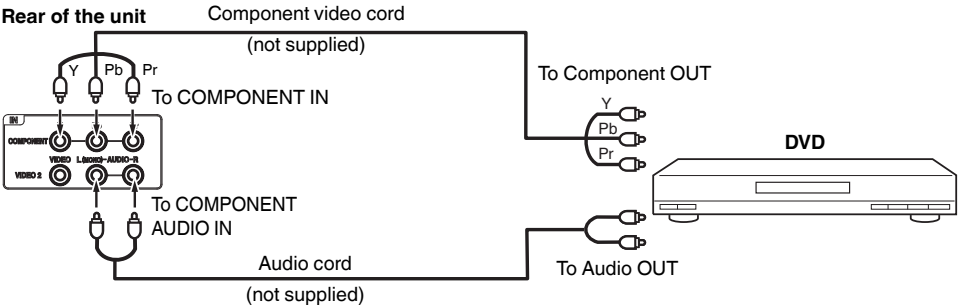 Rear of the unit
Component video cord
(not supplied)
Y Pb Pr
To COMPONENT IN
To Component OUT
Y
Pb
Pr
DVD
IN
COMPONENT
VIDEO L(MONO)-AUDIO-R
VIDEO 2
To COMPONENT
AUDIO IN
Audio cord
(not supplied)
To Audio OUT